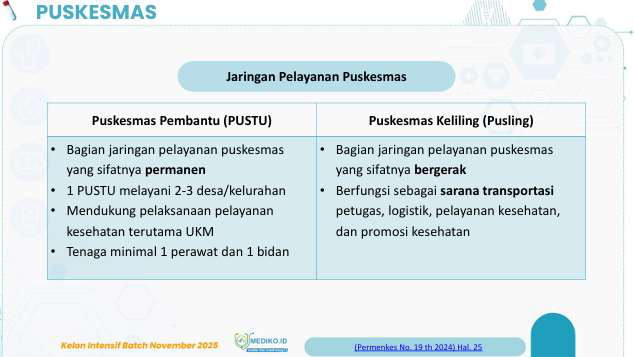 PUSKESMAS
Jaringan Pelayanan Puskesmas
Puskesmas Pembantu (PUSTU)
• Bagian jaringan pelayanan puskesmas
yang sifatnya permanen
• 1 PUSTU melayani 2-3 desa/kelurahan
• Mendukung pelaksanaan pelayanan
kesehatan terutama UKM
• Tenaga minimal 1 perawat dan 1 bidan
Puskesmas Keliling (Pusling)
• Bagian jaringan pelayanan puskesmas
yang sifatnya bergerak
• Berfungsi sebagai sarana transportasi
petugas, logistik, pelayanan kesehatan,
dan promosi kesehatan
Kelon Intensif Batch November 2025
MEDIKO.ID
(Permenkes No. 19 th 2024) Hal. 25